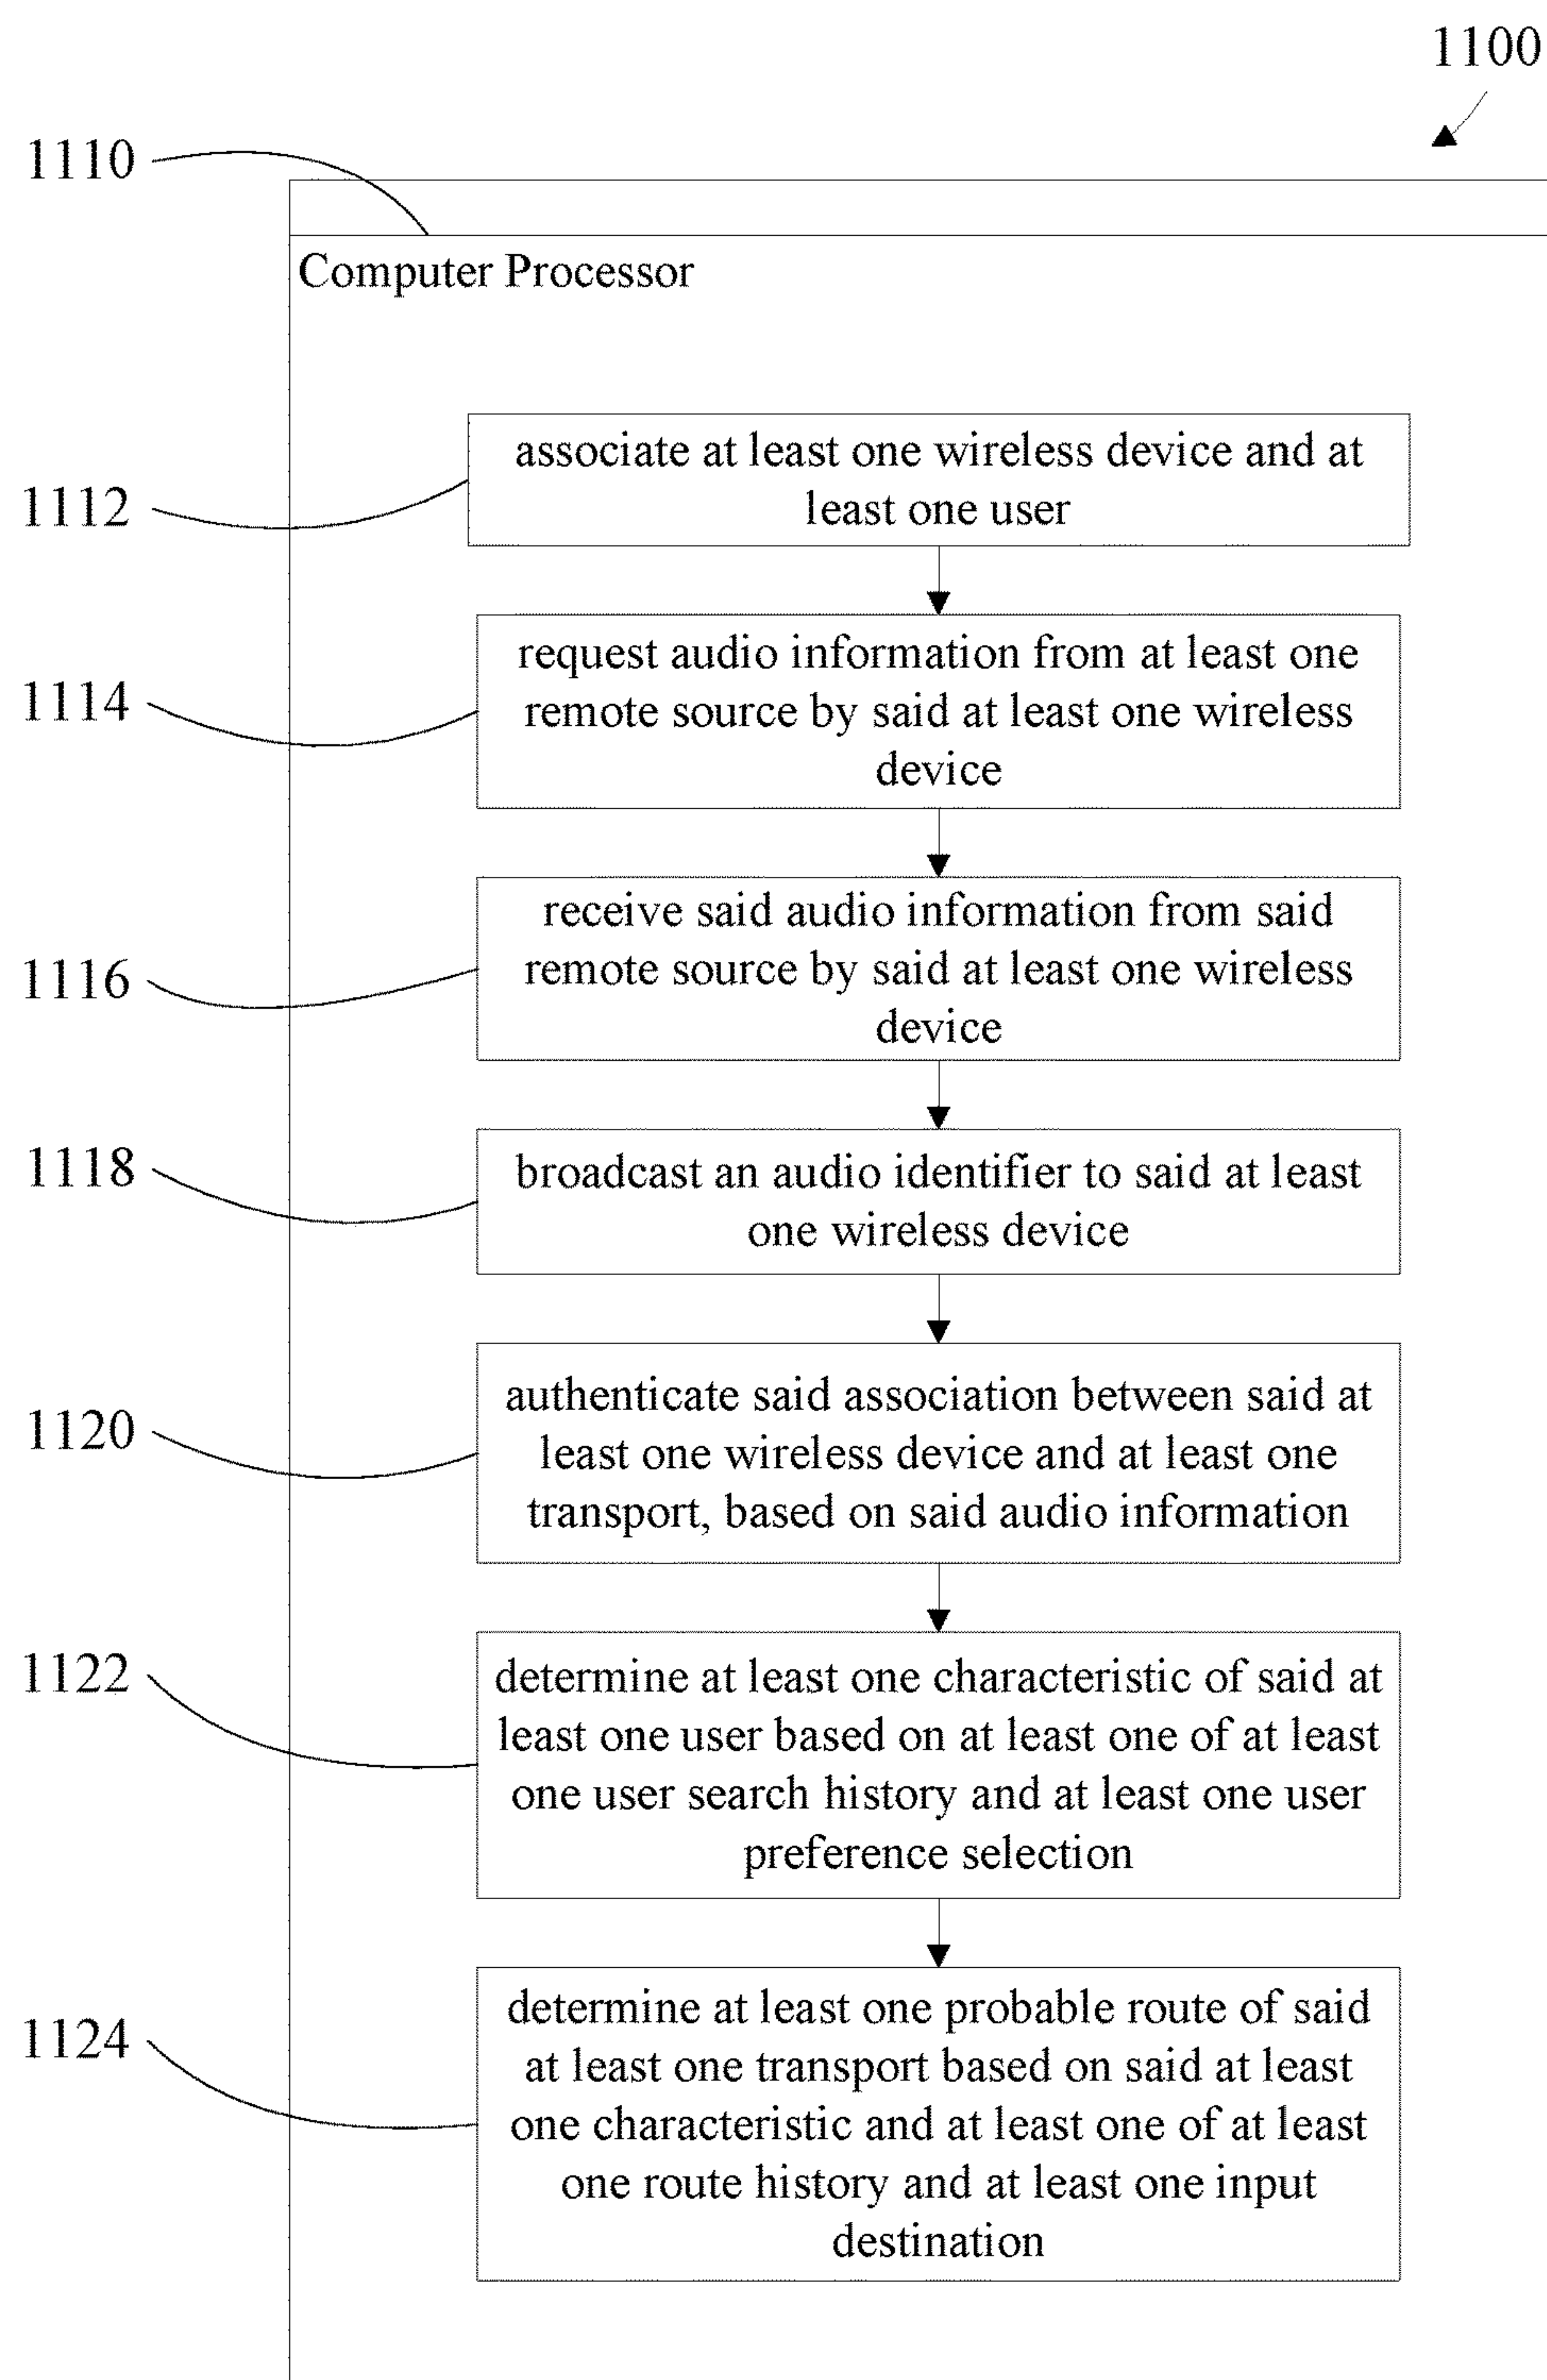 1100
1110
Computer Processor
1112
associate at least one wireless device and at
least one user
1114
request audio information from at least one
remote source by said at least one wireless
device
1116
receive said audio information from said
remote source by said at least one wireless
device
1118
broadcast an audio identifier to said at least
one wireless device
1120
authenticate said association between said at
least one wireless device and at least one
transport, based on said audio information
1122
determine at least one characteristic of said at
least one user based on at least one of at least
one user search history and at least one user
preference selection
1124
determine at least one probable route of said
at least one transport based on said at least
one characteristic and at least one of at least
one route history and at least one input
destination